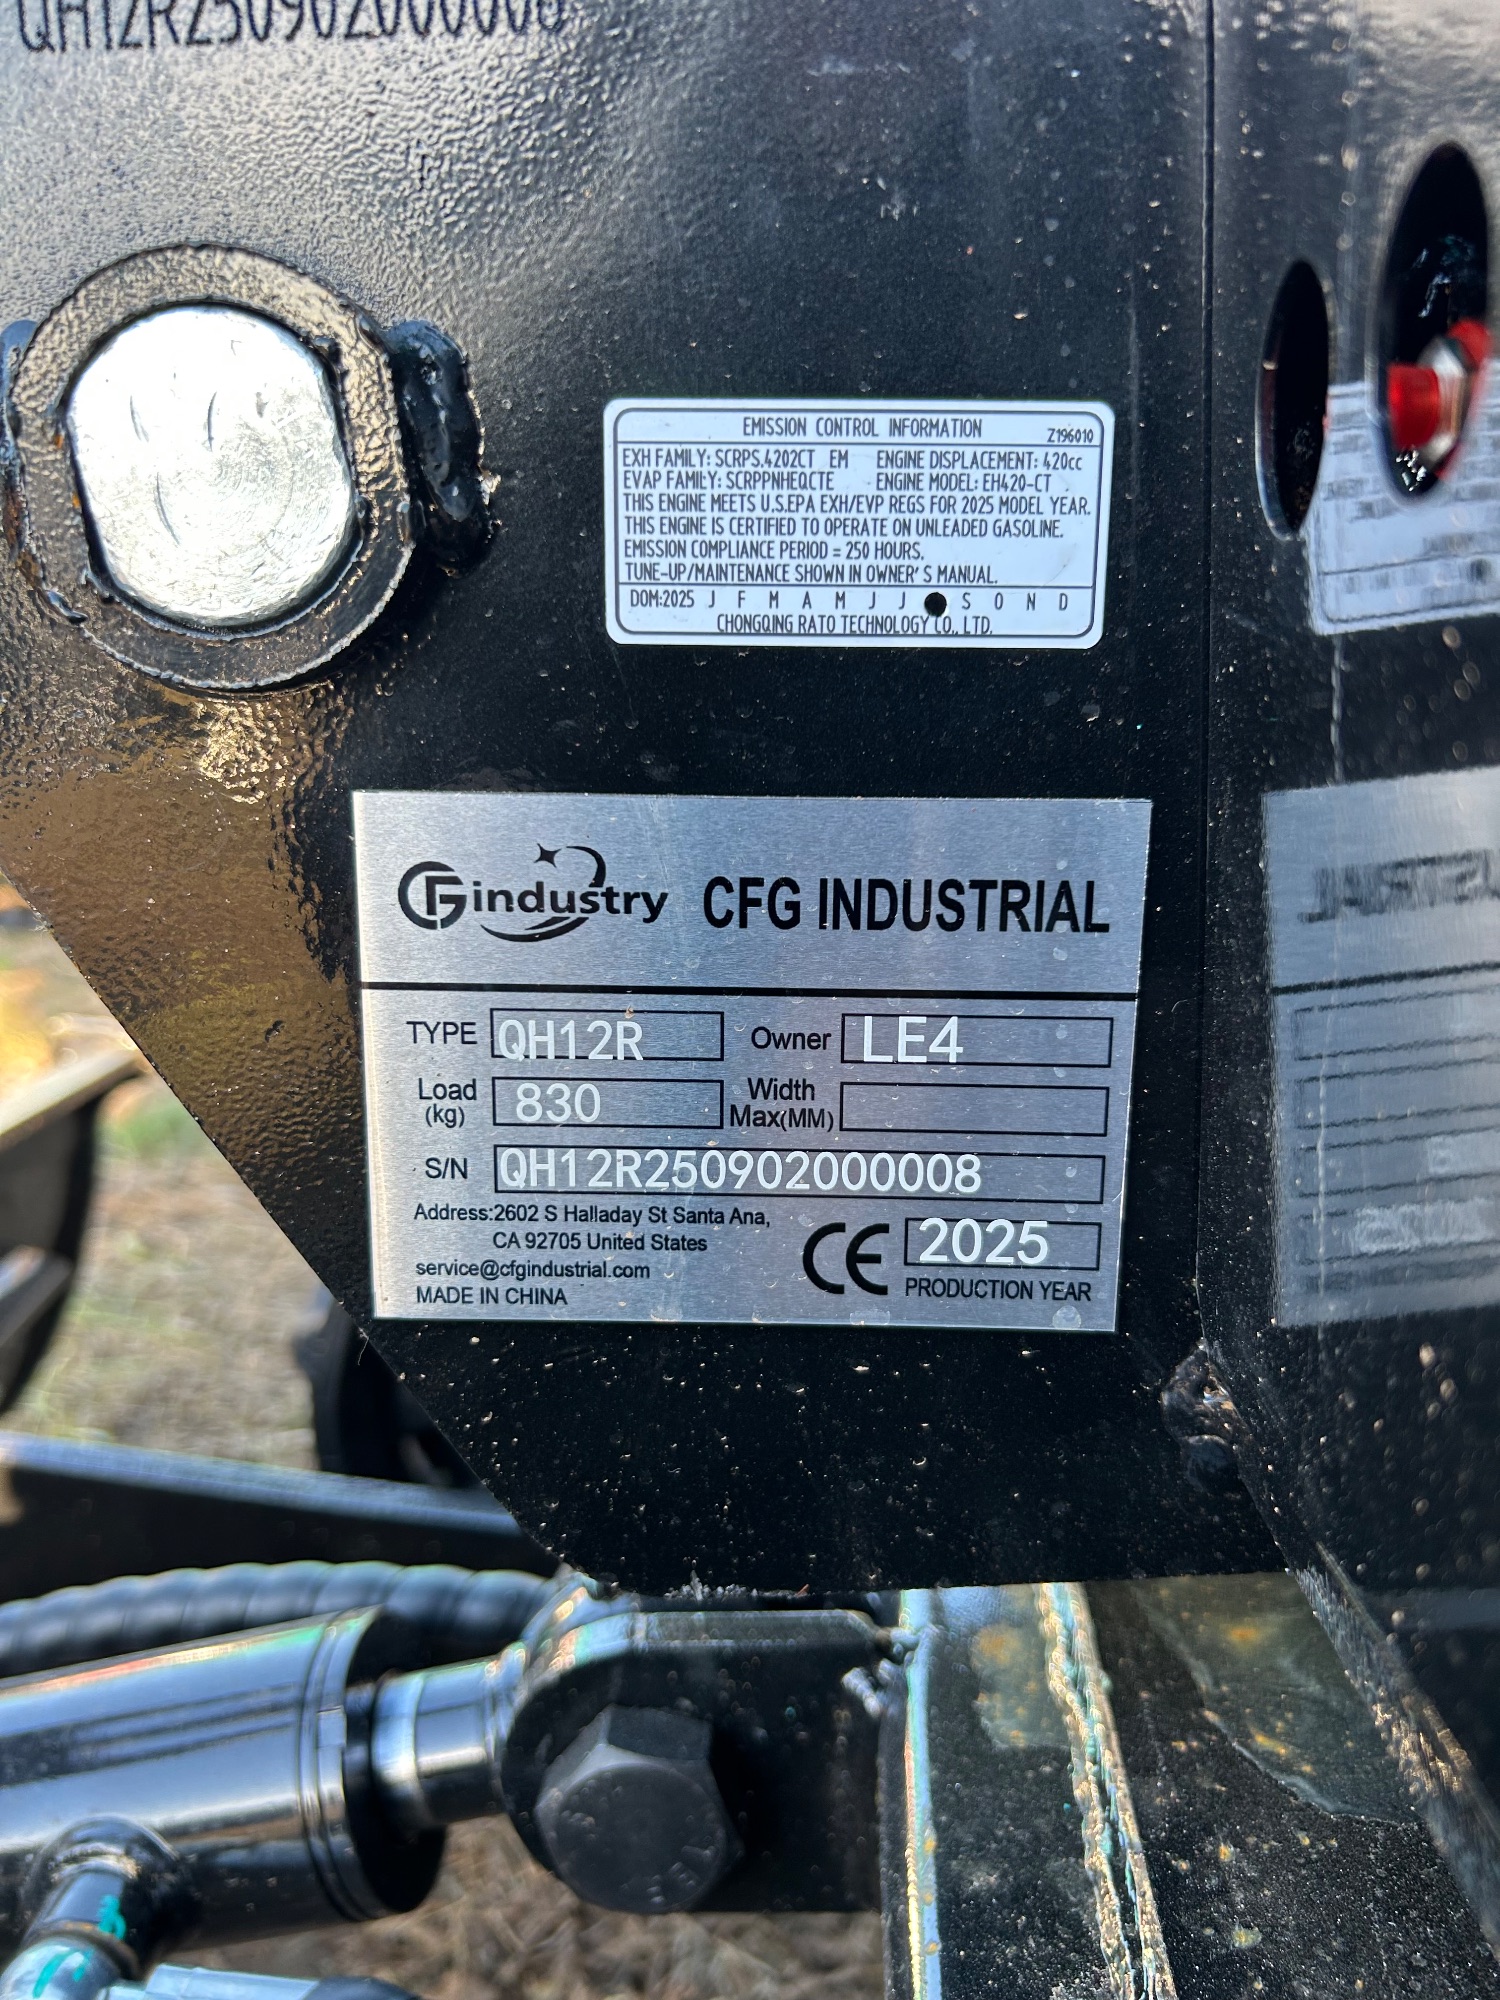 QH12R250902000008
EMISSION CONTROL INFORMATION Z196010
EXH FAMILY: SCRPS.4202CT EM ENGINE DISPLACEMENT: 420cc
EVAP FAMILY: SCRPPNHEQCTE ENGINE MODEL: EH420-CT
THIS ENGINE MEETS U.S.EPA EXH/EVP REGS FOR 2025 MODEL YEAR.
THIS ENGINE IS CERTIFIED TO OPERATE ON UNLEADED GASOLINE.
EMISSION COMPLIANCE PERIOD = 250 HOURS.
TUNE-UP/MAINTENANCE SHOWN IN OWNER'S MANUAL.
DOM:2025 J F M A M J J S O N D
CHONGQING RATO TECHNOLOGY CO., LTD.
CFG industry CFG INDUSTRIAL
TYPE QH12R Owner LE4
Load (kg) 830 Width Max(MM)
S/N QH12R250902000008
Address:2602 S Halladay St Santa Ana,
CA 92705 United States
service@cfgindustrial.com
MADE IN CHINA
CE 2025
PRODUCTION YEAR